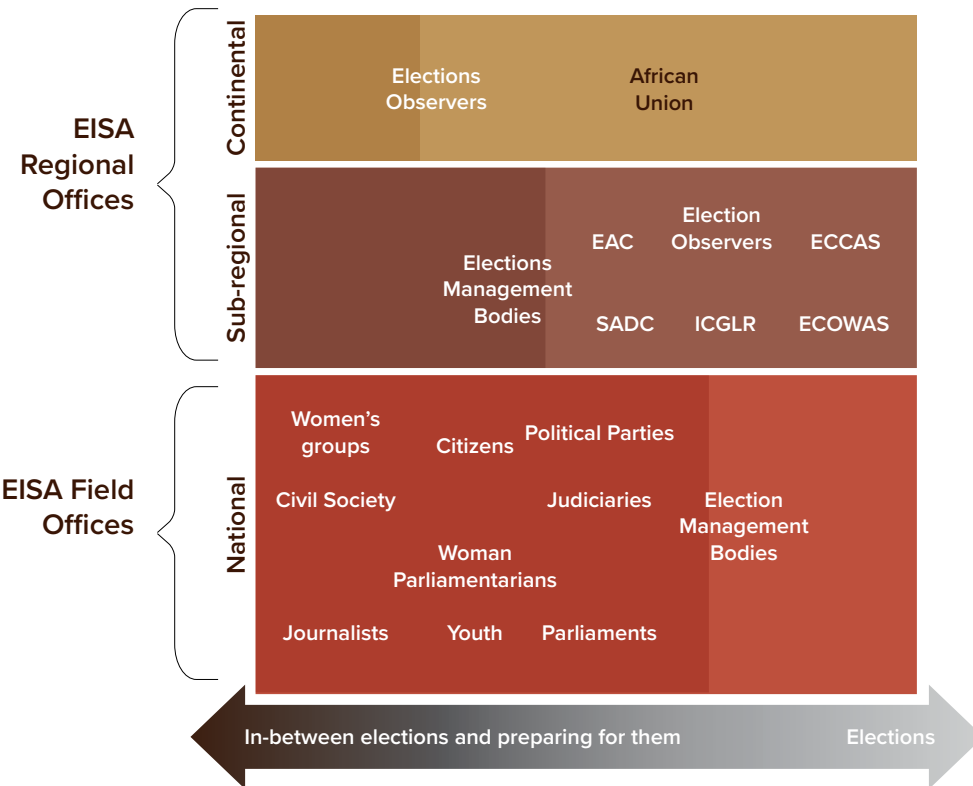 EISA
Regional
Offices
Continental
Elections
Observers
African
Union
Sub-regional
Elections
Management
Bodies
EAC
Election
Observers
ECCAS
SADC
ICGLR
ECOWAS
EISA Field
Offices
National
Women's
groups
Citizens
Political Parties
Civil Society
Judiciaries
Election
Management
Bodies
Woman
Parliamentarians
Journalists
Youth
Parliaments
In-between elections and preparing for them
Elections